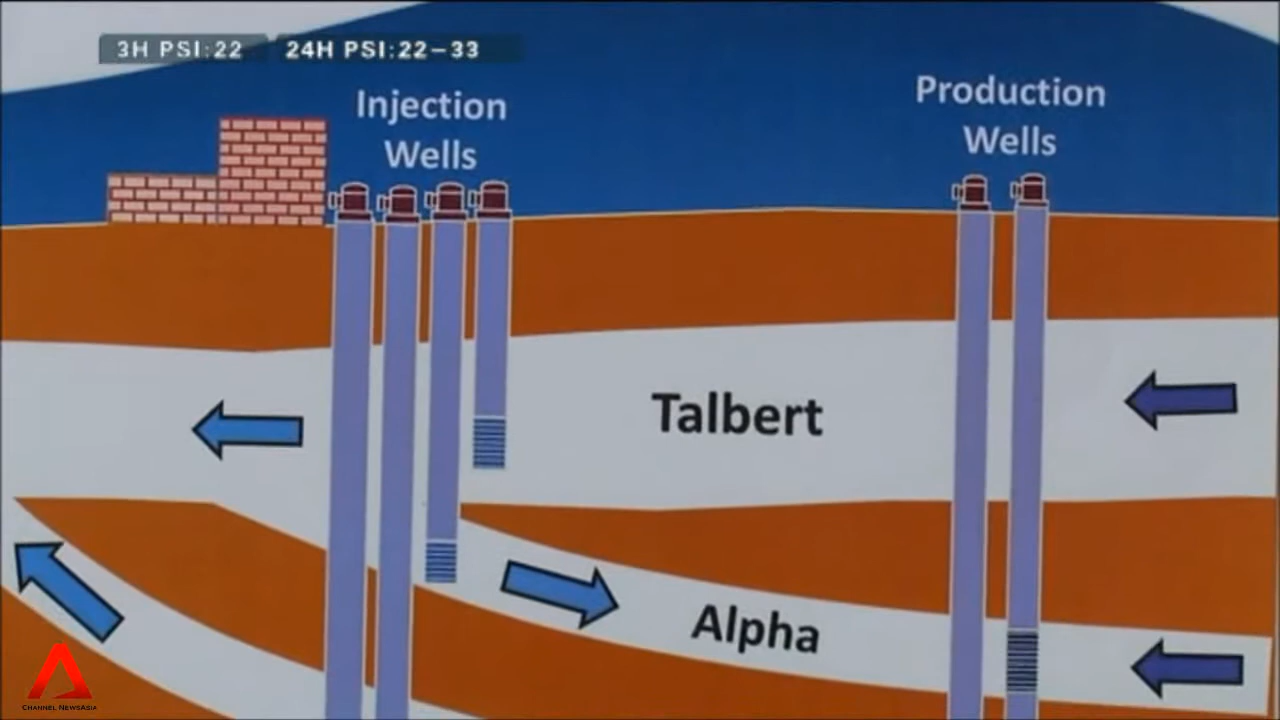 3H PSI:22 24H PSI:22–33
Injection
Wells
Production
Wells
Talbert
Alpha
CHANNEL NEWSASIA